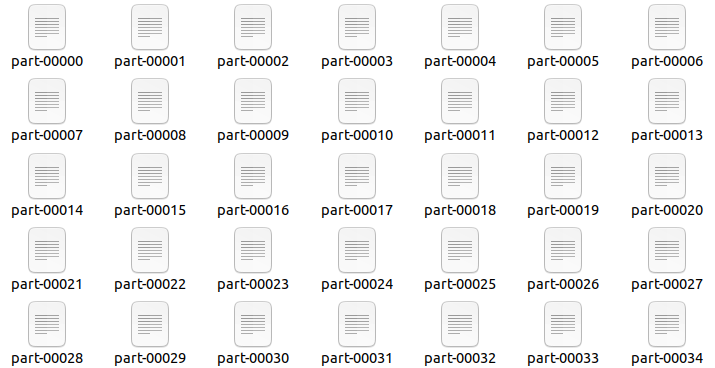 part-00000 part-00001 part-00002 part-00003 part-00004 part-00005 part-00006
part-00007 part-00008 part-00009 part-00010 part-00011 part-00012 part-00013
part-00014 part-00015 part-00016 part-00017 part-00018 part-00019 part-00020
part-00021 part-00022 part-00023 part-00024 part-00025 part-00026 part-00027
part-00028 part-00029 part-00030 part-00031 part-00032 part-00033 part-00034